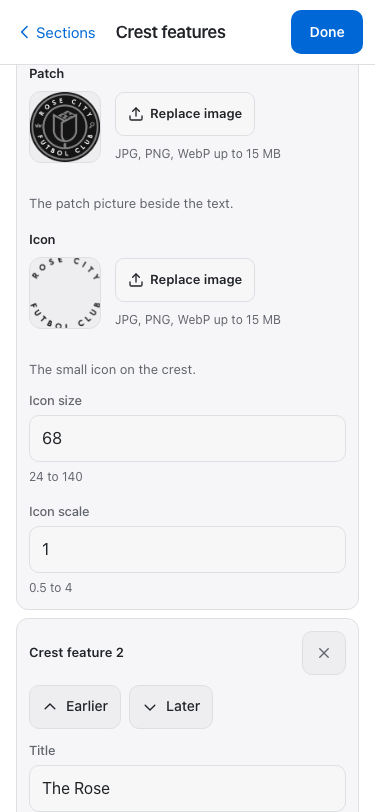 Sections
Crest features
Done
Patch
ROSE CITY
FUTBOL CLUB
Replace image
JPG, PNG, WebP up to 15 MB
The patch picture beside the text.
Icon
ROSE CITY
FUTBOL CLUB
Replace image
JPG, PNG, WebP up to 15 MB
The small icon on the crest.
Icon size
68
24 to 140
Icon scale
1
0.5 to 4
Crest feature 2
Earlier
Later
Title
The Rose